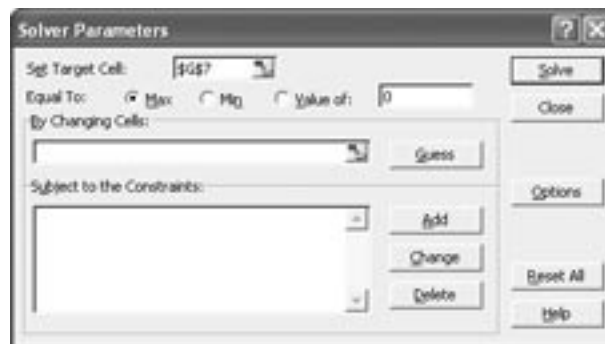 Solver Parameters
Set Target Cell: $G$7 Solve
Equal To: Max Min Value of: 0 Close
By Changing Cells:
Guess
Subject to the Constraints: Options
Add
Change
Reset All
Delete
Help